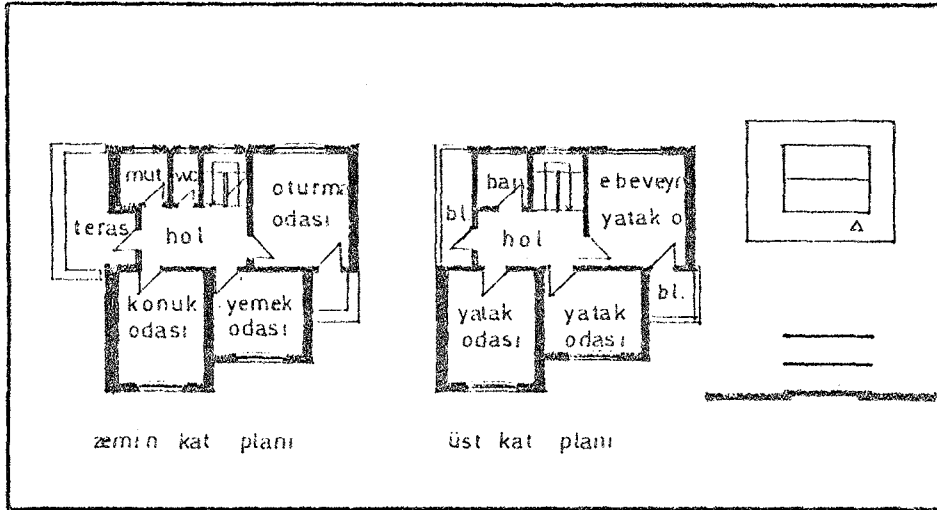 mut wc
oturma
odası
teras
hol
konuk
odası
yemek
odası
zemin kat planı
ban
ebeveyn
yatak o
bl.
hol
bl.
yatak
odası
yatak
odası
üst kat planı